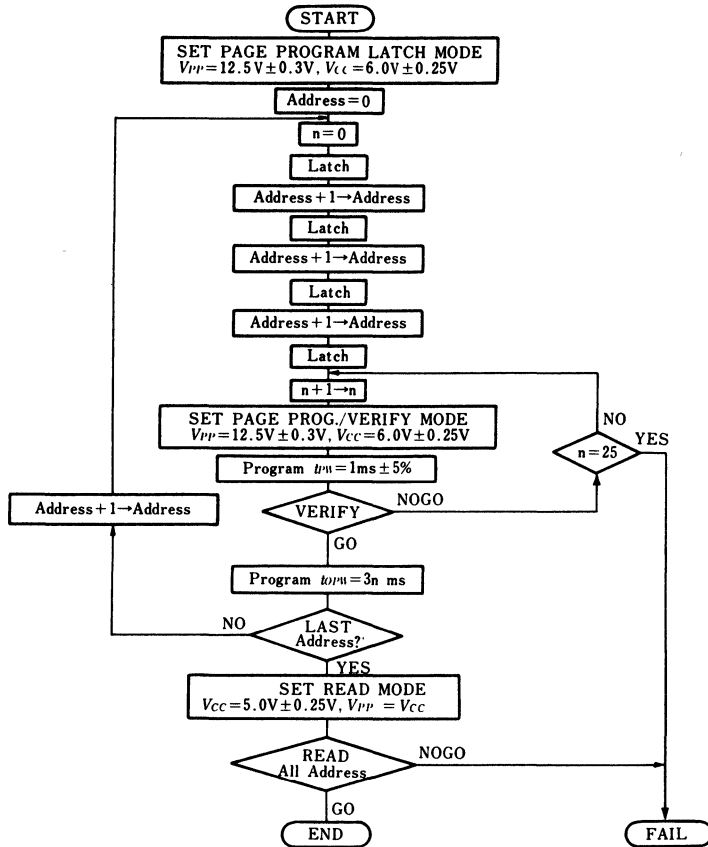 START
SET PAGE PROGRAM LATCH MODE
VPP=12.5V±0.3V, VCC=6.0V±0.25V
Address=0
n=0
Latch
Address+1→Address
Latch
Address+1→Address
Latch
Address+1→Address
Latch
n+1→n
SET PAGE PROG./VERIFY MODE
VPP=12.5V±0.3V, VCC=6.0V±0.25V
NO
YES
n=25
Program tPW=1ms±5%
Address+1→Address
VERIFY
NOGO
GO
Program tOPW=3n ms
NO
LAST
Address?
YES
SET READ MODE
VCC=5.0V±0.25V, VPP=VCC
READ
All Address
NOGO
GO
END
FAIL